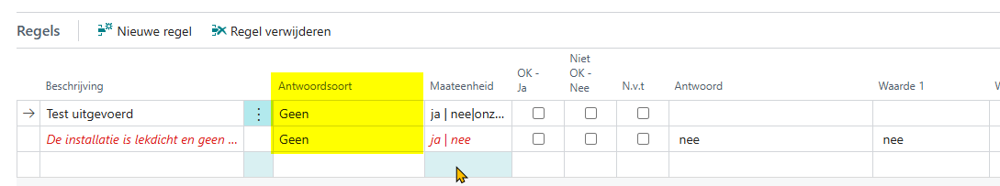 Regels Nieuwe regel Regel verwijderen
Beschrijving Antwoordsoort Maateenheid OK - Ja Niet OK - Nee N.v.t Antwoord Waarde 1 W
Test uitgevoerd Geen ja | nee|onz...
De installatie is lekdicht en geen ... Geen ja | nee nee nee